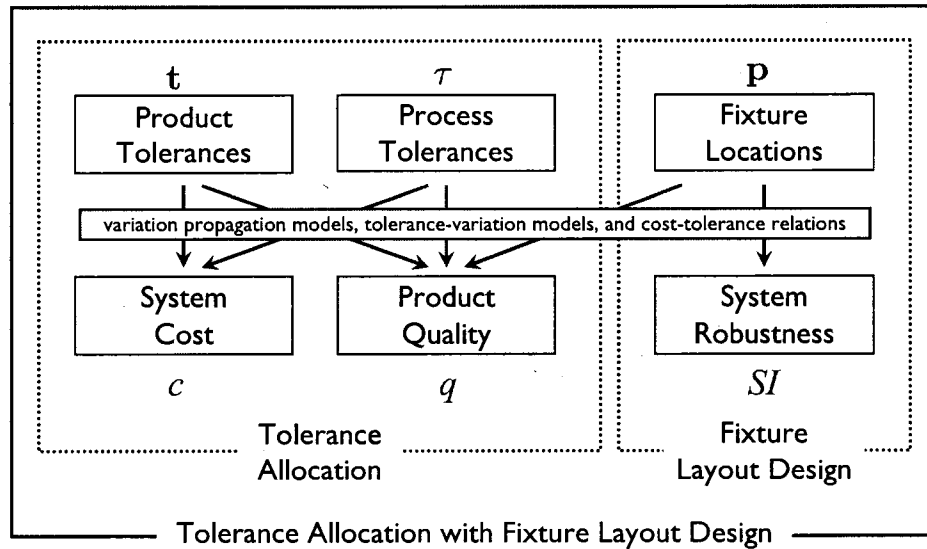 t
τ
p
Product
Tolerances
Process
Tolerances
Fixture
Locations
variation propagation models, tolerance-variation models, and cost-tolerance relations
System
Cost
Product
Quality
System
Robustness
c
q
SI
Tolerance
Allocation
Fixture
Layout Design
Tolerance Allocation with Fixture Layout Design